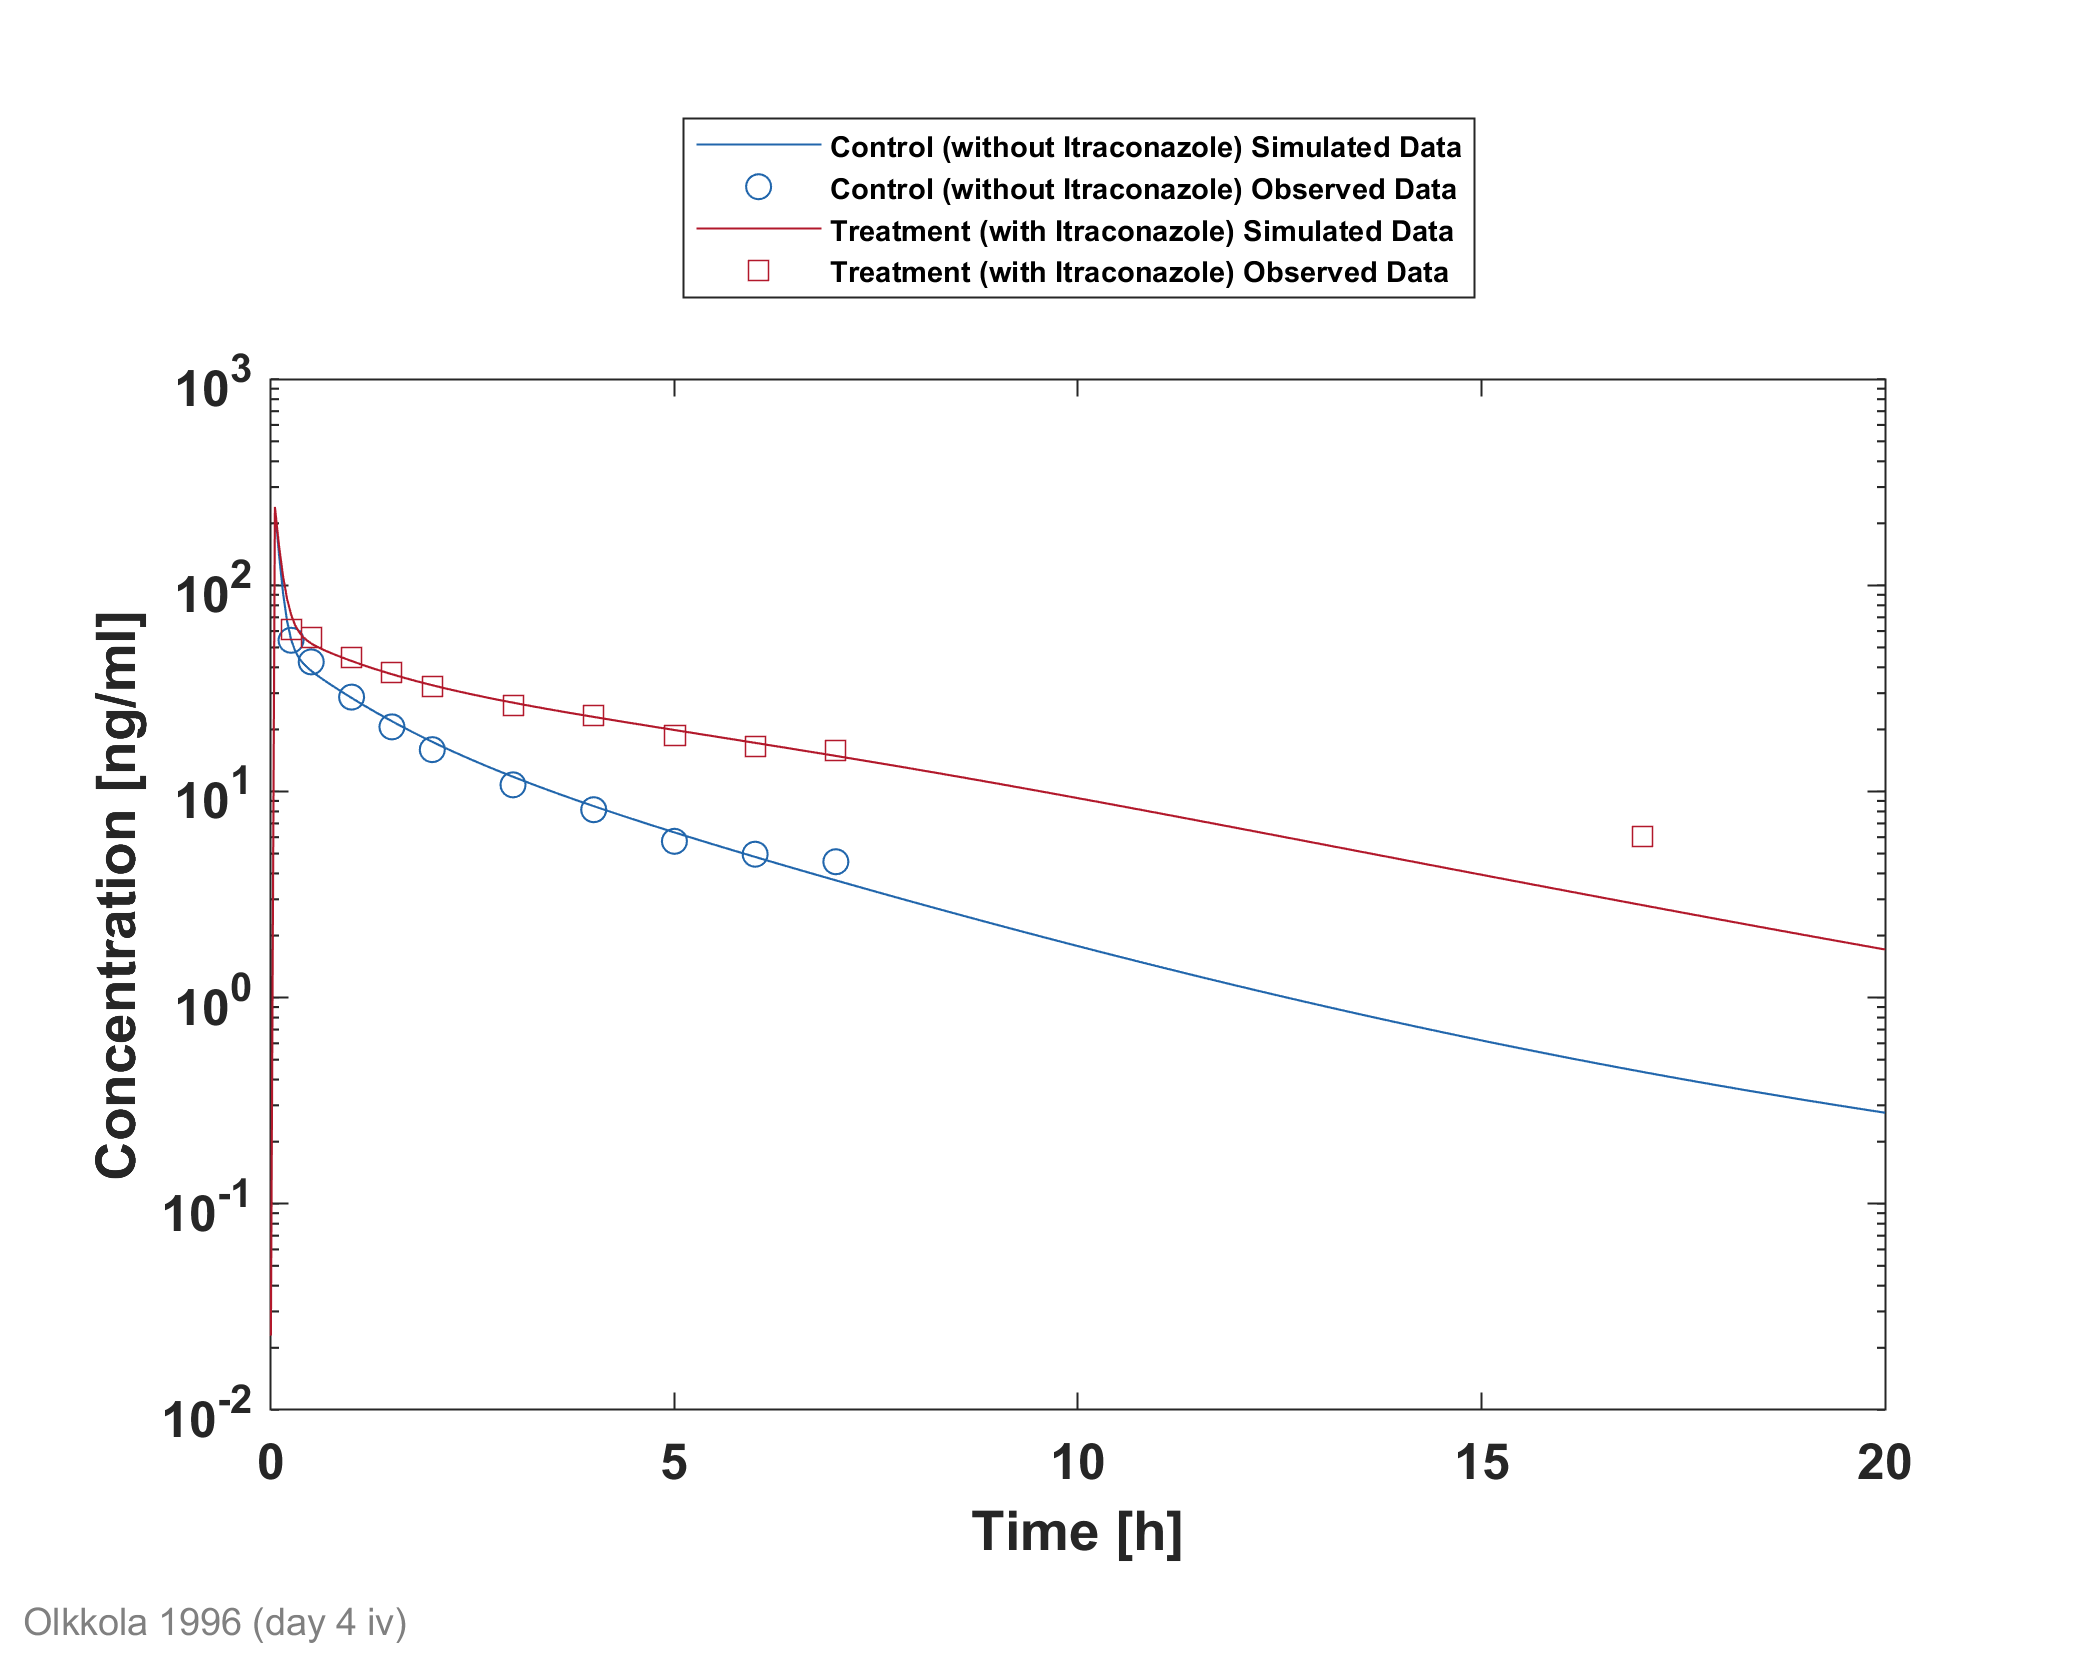 Control (without Itraconazole) Simulated Data
Control (without Itraconazole) Observed Data
Treatment (with Itraconazole) Simulated Data
Treatment (with Itraconazole) Observed Data
10^3
10^2
10^1
10^0
10^-1
10^-2
Concentration [ng/ml]
0 5 10 15 20
Time [h]
Olkkola 1996 (day 4 iv)